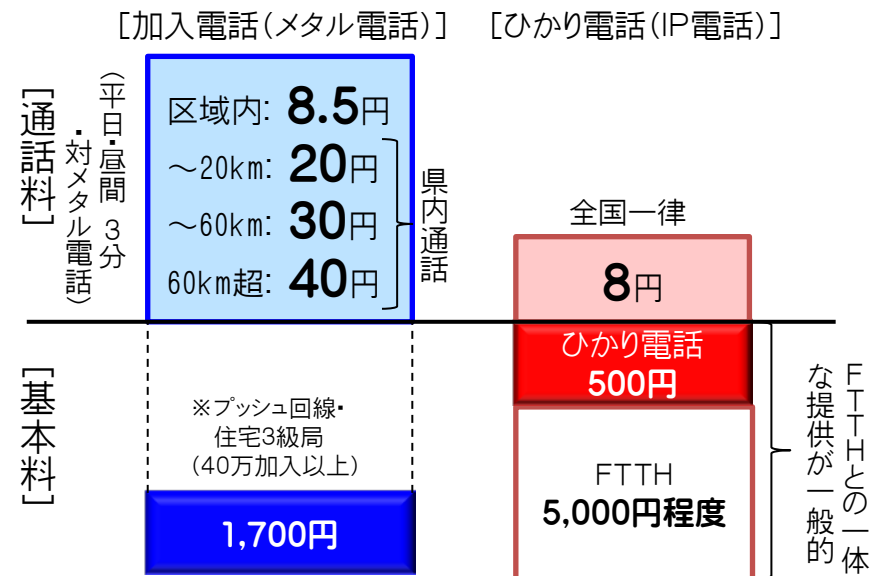 [加入電話(メタル電話)]
[ひかり電話(IP電話)]
[通話料]
(平日・昼間 3分
・対メタル電話)
区域内: 8.5円
～20km: 20円
～60km: 30円
60km超: 40円
県内通話
全国一律
8円
[基本料]
※プッシュ回線・
住宅3級局
(40万加入以上)
1,700円
ひかり電話
500円
FTTH
5,000円程度
FTTHとの一体
な提供が一般的